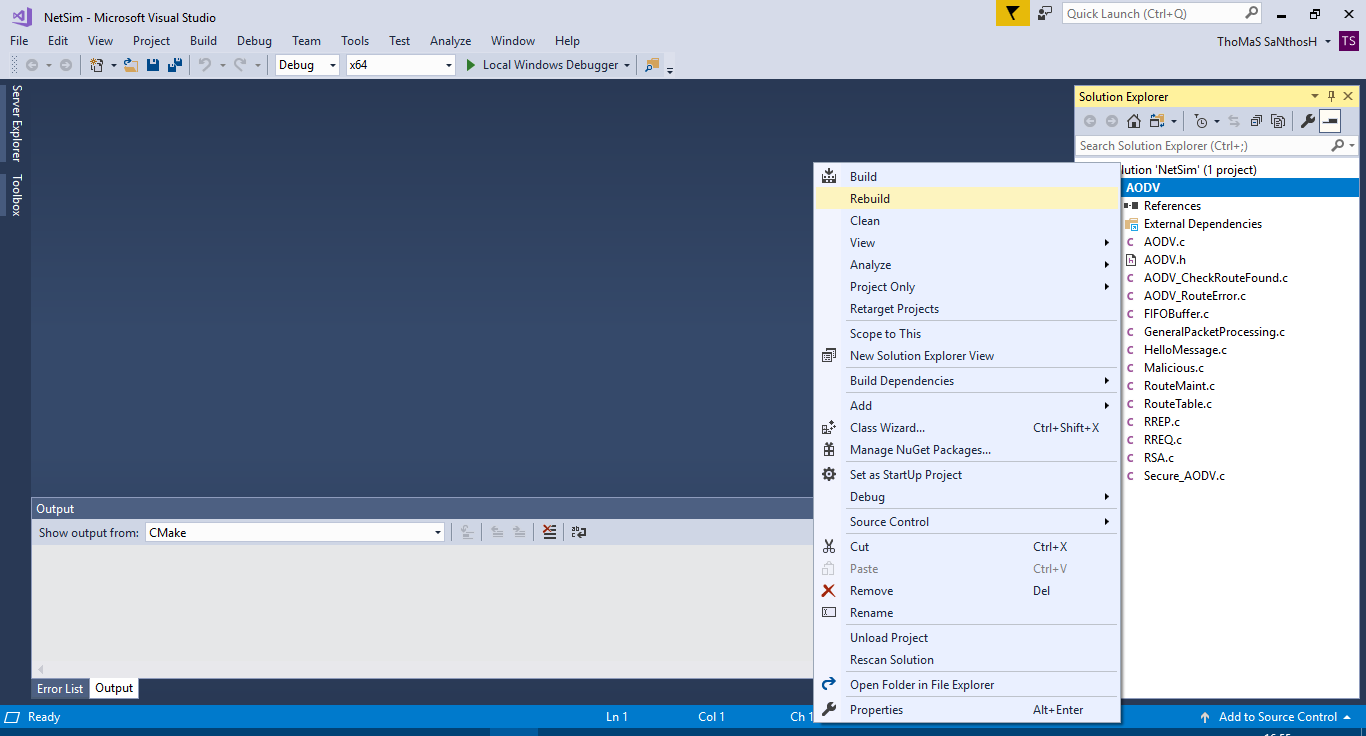 NetSim - Microsoft Visual Studio
Quick Launch (Ctrl+Q)
File Edit View Project Build Debug Team Tools Test Analyze Window Help
ThoMaS SaNthosH TS
Debug x64 Local Windows Debugger
Server Explorer
Toolbox
Solution Explorer
Search Solution Explorer (Ctrl+;)
lution 'NetSim' (1 project)
AODV
References
External Dependencies
AODV.c
AODV.h
AODV_CheckRouteFound.c
AODV_RouteError.c
FIFOBuffer.c
GeneralPacketProcessing.c
HelloMessage.c
Malicious.c
RouteMaint.c
RouteTable.c
RREP.c
RREQ.c
RSA.c
Secure_AODV.c
Build
Rebuild
Clean
View
Analyze
Project Only
Retarget Projects
Scope to This
New Solution Explorer View
Build Dependencies
Add
Class Wizard... Ctrl+Shift+X
Manage NuGet Packages...
Set as StartUp Project
Debug
Source Control
Cut Ctrl+X
Paste Ctrl+V
Remove Del
Rename
Unload Project
Rescan Solution
Open Folder in File Explorer
Properties Alt+Enter
Output
Show output from: CMake
Error List Output
Ready Ln 1 Col 1 Ch 1 Add to Source Control